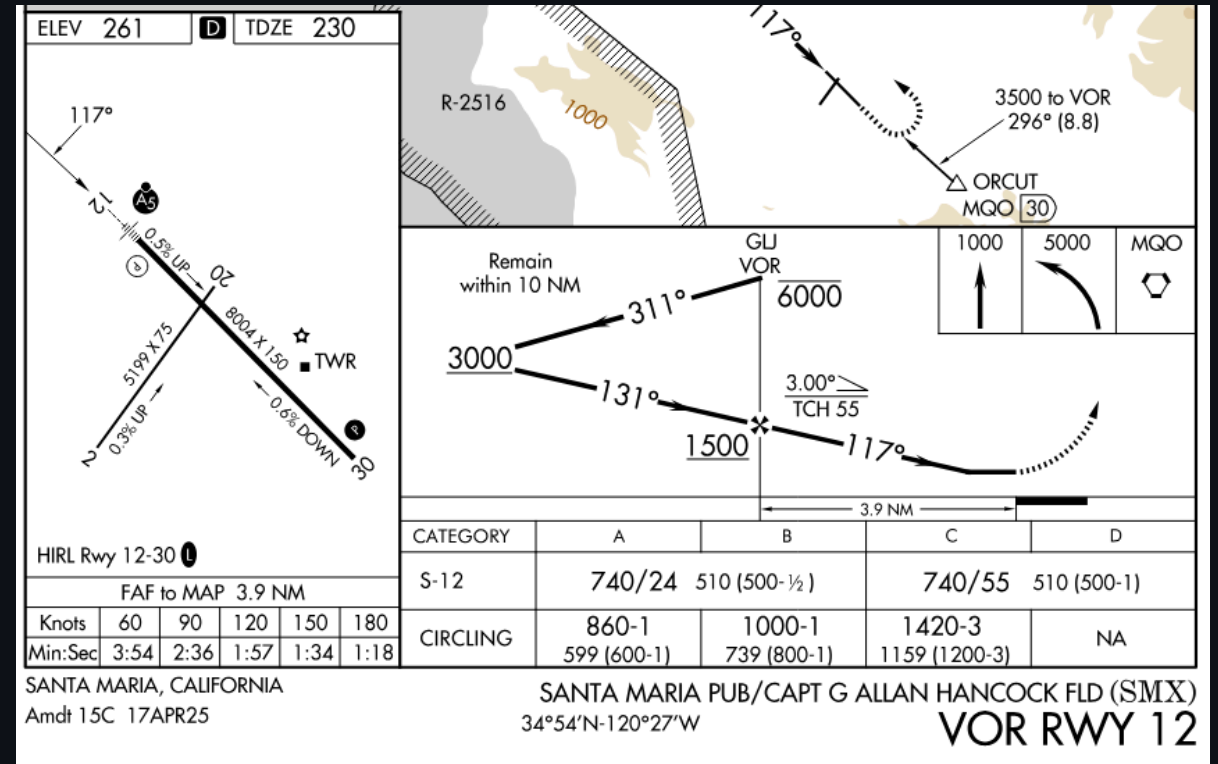 ELEV 261
D
TDZE 230
117°
12
A5
0.5% UP
P
20
8004 X 150
5199 X 75
TWR
0.3% UP
0.6% DOWN
P
2
30
HIRL Rwy 12-30 L
FAF to MAP 3.9 NM
Knots 60 90 120 150 180
Min:Sec 3:54 2:36 1:57 1:34 1:18
R-2516
1000
117°
3500 to VOR
296° (8.8)
ORCUT
MQO 30
Remain
within 10 NM
GLJ
VOR
6000
311°
3000
131°
1500
3.00°
TCH 55
117°
3.9 NM
1000
5000
MQO
CATEGORY A B C D
S-12 740/24 510 (500-½) 740/55 510 (500-1)
CIRCLING 860-1 1000-1 1420-3 NA
599 (600-1) 739 (800-1) 1159 (1200-3)
SANTA MARIA, CALIFORNIA
Amdt 15C 17APR25
34°54'N-120°27'W
SANTA MARIA PUB/CAPT G ALLAN HANCOCK FLD (SMX)
VOR RWY 12